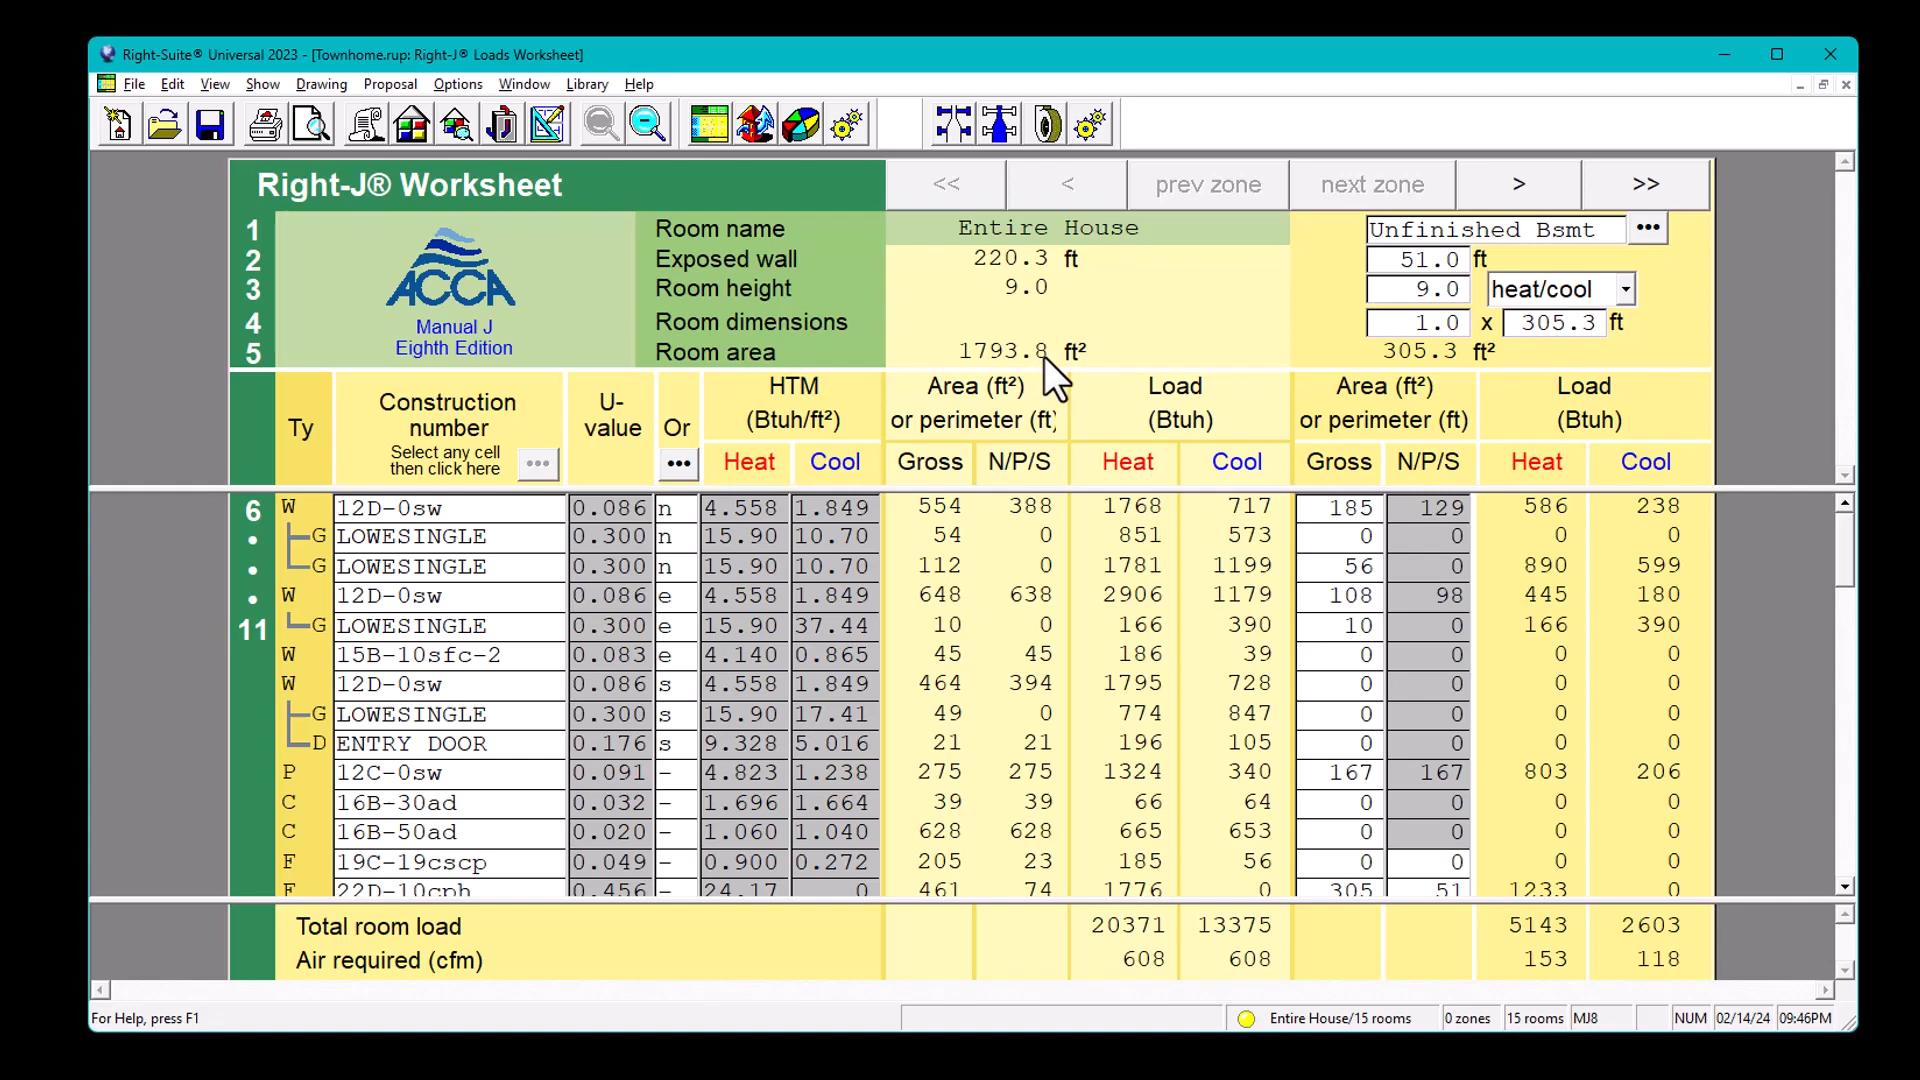 Right-Suite® Universal 2023 - [Townhome.rup: Right-J® Loads Worksheet]
File Edit View Show Drawing Proposal Options Window Library Help
Right-J® Worksheet << < prev zone next zone > >>
1 Room name Entire House Unfinished Bsmt •••
2 Exposed wall 220.3 ft 51.0 ft
3 Room height 9.0 9.0 heat/cool
4 Room dimensions 1.0 x 305.3 ft
5 Room area 1793.8 ft² 305.3 ft²
ACCA
Manual J
Eighth Edition
Ty Construction number U-value Or HTM (Btuh/ft²) Area (ft²) or perimeter (ft) Load (Btuh) Area (ft²) or perimeter (ft) Load (Btuh)
Select any cell
then click here ••• •••
Heat Cool Gross N/P/S Heat Cool Gross N/P/S Heat Cool
6 W 12D-0sw 0.086 n 4.558 1.849 554 388 1768 717 185 129 586 238
• G LOWESINGLE 0.300 n 15.90 10.70 54 0 851 573 0 0 0 0
• G LOWESINGLE 0.300 n 15.90 10.70 112 0 1781 1199 56 0 890 599
• W 12D-0sw 0.086 e 4.558 1.849 648 638 2906 1179 108 98 445 180
11 G LOWESINGLE 0.300 e 15.90 37.44 10 0 166 390 10 0 166 390
W 15B-10sfc-2 0.083 e 4.140 0.865 45 45 186 39 0 0 0 0
W 12D-0sw 0.086 s 4.558 1.849 464 394 1795 728 0 0 0 0
G LOWESINGLE 0.300 s 15.90 17.41 49 0 774 847 0 0 0 0
D ENTRY DOOR 0.176 s 9.328 5.016 21 21 196 105 0 0 0 0
P 12C-0sw 0.091 - 4.823 1.238 275 275 1324 340 167 167 803 206
C 16B-30ad 0.032 - 1.696 1.664 39 39 66 64 0 0 0 0
C 16B-50ad 0.020 - 1.060 1.040 628 628 665 653 0 0 0 0
F 19C-19cscp 0.049 - 0.900 0.272 205 23 185 56 0 0 0 0
F 22D-10cph 0.456 - 24.17 0 461 74 1776 0 305 51 1233 0
Total room load 20371 13375 5143 2603
Air required (cfm) 608 608 153 118
For Help, press F1 Entire House/15 rooms 0 zones 15 rooms MJ8 NUM 02/14/24 09:46PM